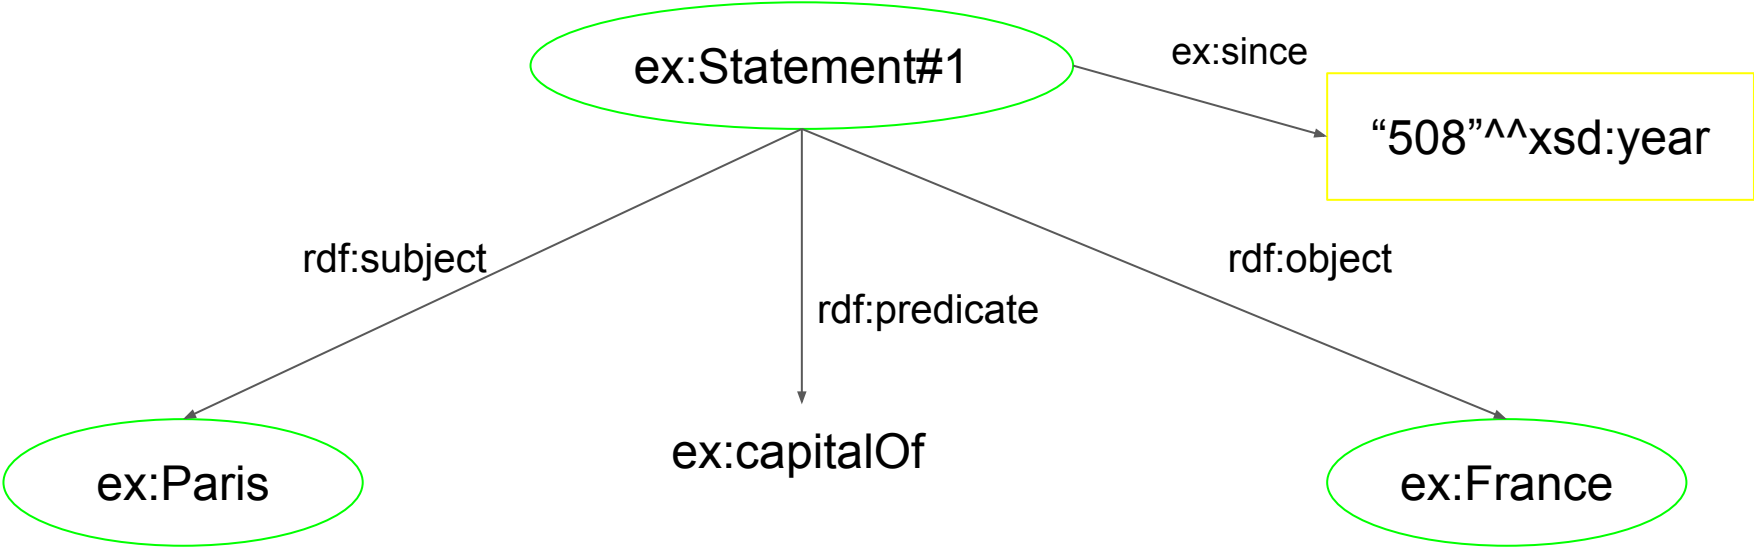 ex:Statement#1
ex:since
“508”^^xsd:year
rdf:subject
rdf:predicate
rdf:object
ex:Paris
ex:capitalOf
ex:France